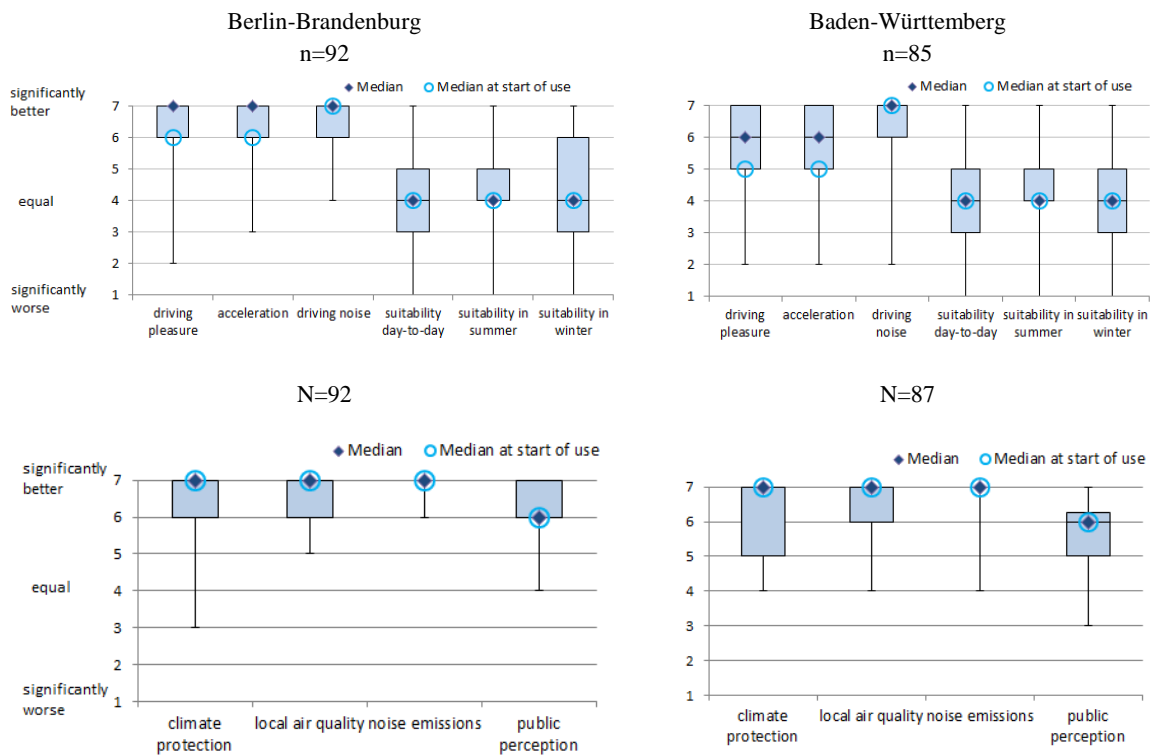 Berlin-Brandenburg
n=92
Baden-Württemberg
n=85
significantly
better
equal
significantly
worse
Median
Median at start of use
7
6
5
4
3
2
1
driving
pleasure
acceleration
driving noise
suitability
day-to-day
suitability in
summer
suitability in
winter
Median
Median at start of use
7
6
5
4
3
2
1
driving
pleasure
acceleration
driving
noise
suitability
day-to-day
suitability in
summer
suitability in
winter
N=92
N=87
significantly
better
equal
significantly
worse
Median
Median at start of use
7
6
5
4
3
2
1
climate
protection
local air quality
noise emissions
public
perception
Median
Median at start of use
7
6
5
4
3
2
1
climate
protection
local air quality
noise emissions
public
perception